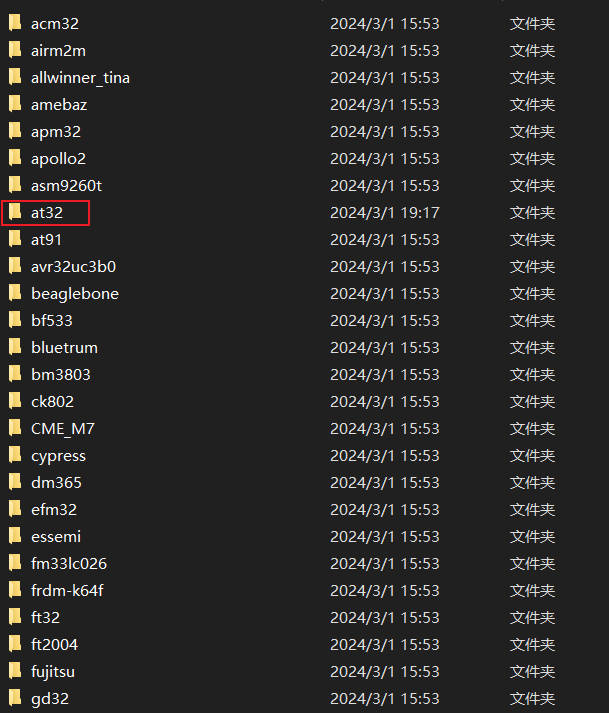 acm32 2024/3/1 15:53 文件夹
airm2m 2024/3/1 15:53 文件夹
allwinner_tina 2024/3/1 15:53 文件夹
amebaz 2024/3/1 15:53 文件夹
apm32 2024/3/1 15:53 文件夹
apollo2 2024/3/1 15:53 文件夹
asm9260t 2024/3/1 15:53 文件夹
at32 2024/3/1 19:17 文件夹
at91 2024/3/1 15:53 文件夹
avr32uc3b0 2024/3/1 15:53 文件夹
beaglebone 2024/3/1 15:53 文件夹
bf533 2024/3/1 15:53 文件夹
bluetrum 2024/3/1 15:53 文件夹
bm3803 2024/3/1 15:53 文件夹
ck802 2024/3/1 15:53 文件夹
CME_M7 2024/3/1 15:53 文件夹
cypress 2024/3/1 15:53 文件夹
dm365 2024/3/1 15:53 文件夹
efm32 2024/3/1 15:53 文件夹
essemi 2024/3/1 15:53 文件夹
fm33lc026 2024/3/1 15:53 文件夹
frdm-k64f 2024/3/1 15:53 文件夹
ft32 2024/3/1 15:53 文件夹
ft2004 2024/3/1 15:53 文件夹
fujitsu 2024/3/1 15:53 文件夹
gd32 2024/3/1 15:53 文件夹